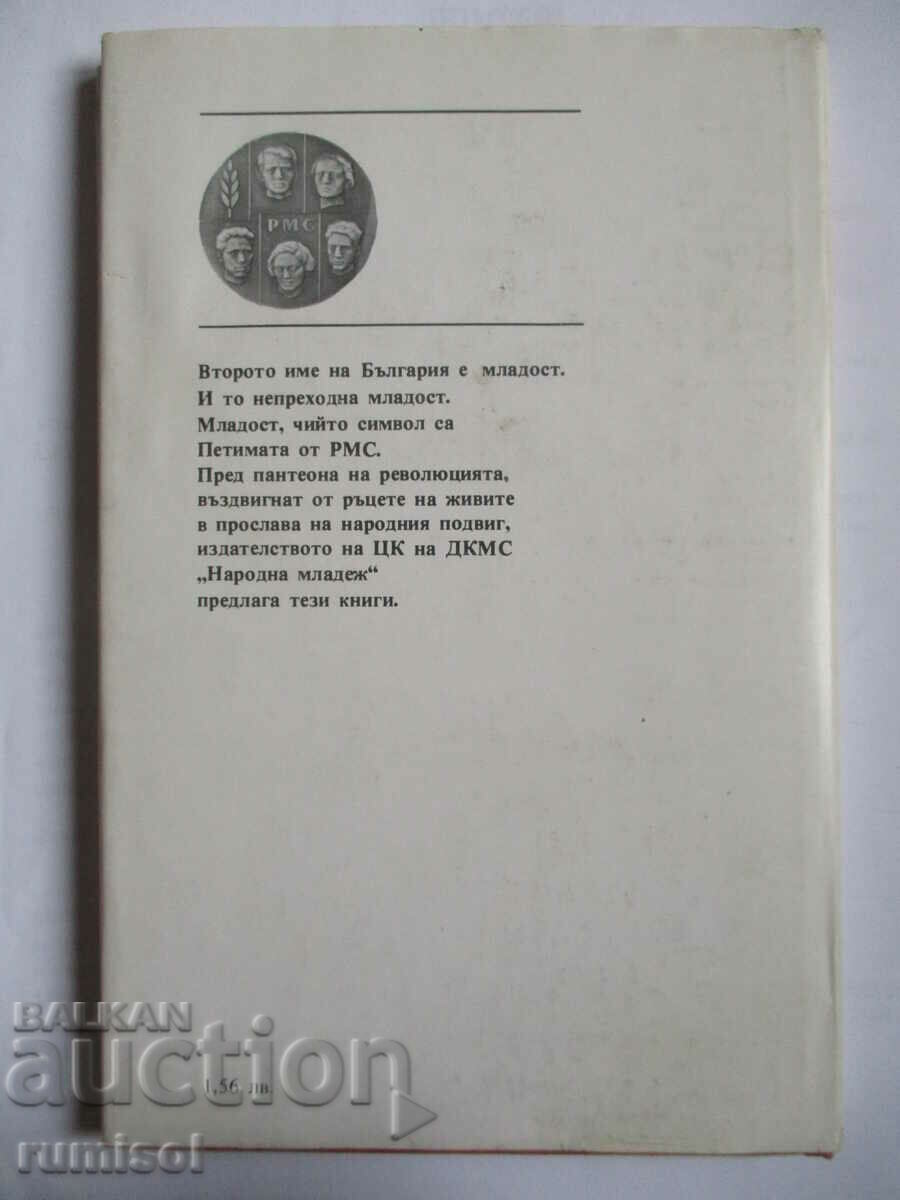 РМС
Второто име на България е младост.
И то непреходна младост.
Младост, чийто символ са
Петимата от РМС.
Пред пантеона на революцията,
въздвигнат от ръцете на живите
в прослава на народния подвиг,
издателството на ЦК на ДКМС
„Народна младеж“
предлага тези книги.
BALKAN
auction
1,56 лв.
rumisol